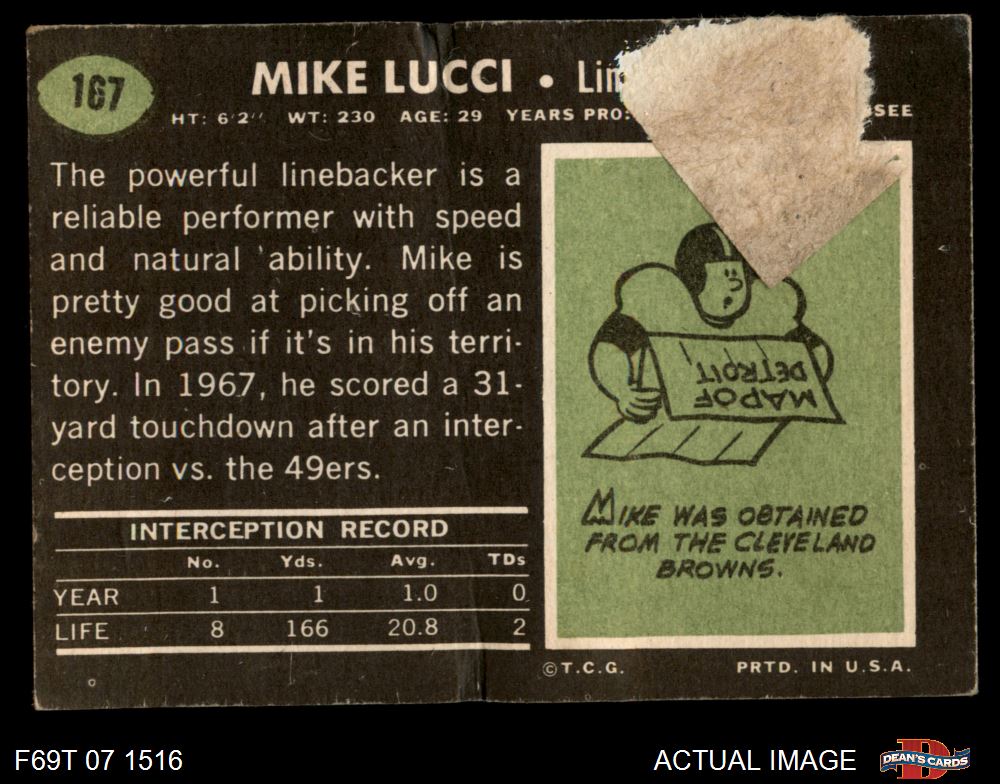 167
MIKE LUCCI • Lin
HT: 6'2'' WT: 230 AGE: 29 YEARS PRO: SSEE
The powerful linebacker is a
reliable performer with speed
and natural ability. Mike is
pretty good at picking off an
enemy pass if it's in his terri-
tory. In 1967, he scored a 31-
yard touchdown after an inter-
ception vs. the 49ers.
INTERCEPTION RECORD
No. Yds. Avg. TDs
YEAR 1 1 1.0 0
LIFE 8 166 20.8 2
MAP OF
DETROIT
MIKE WAS OBTAINED
FROM THE CLEVELAND
BROWNS.
© T.C.G. PRTD. IN U.S.A.
F69T 07 1516 ACTUAL IMAGE DEAN'S CARDS